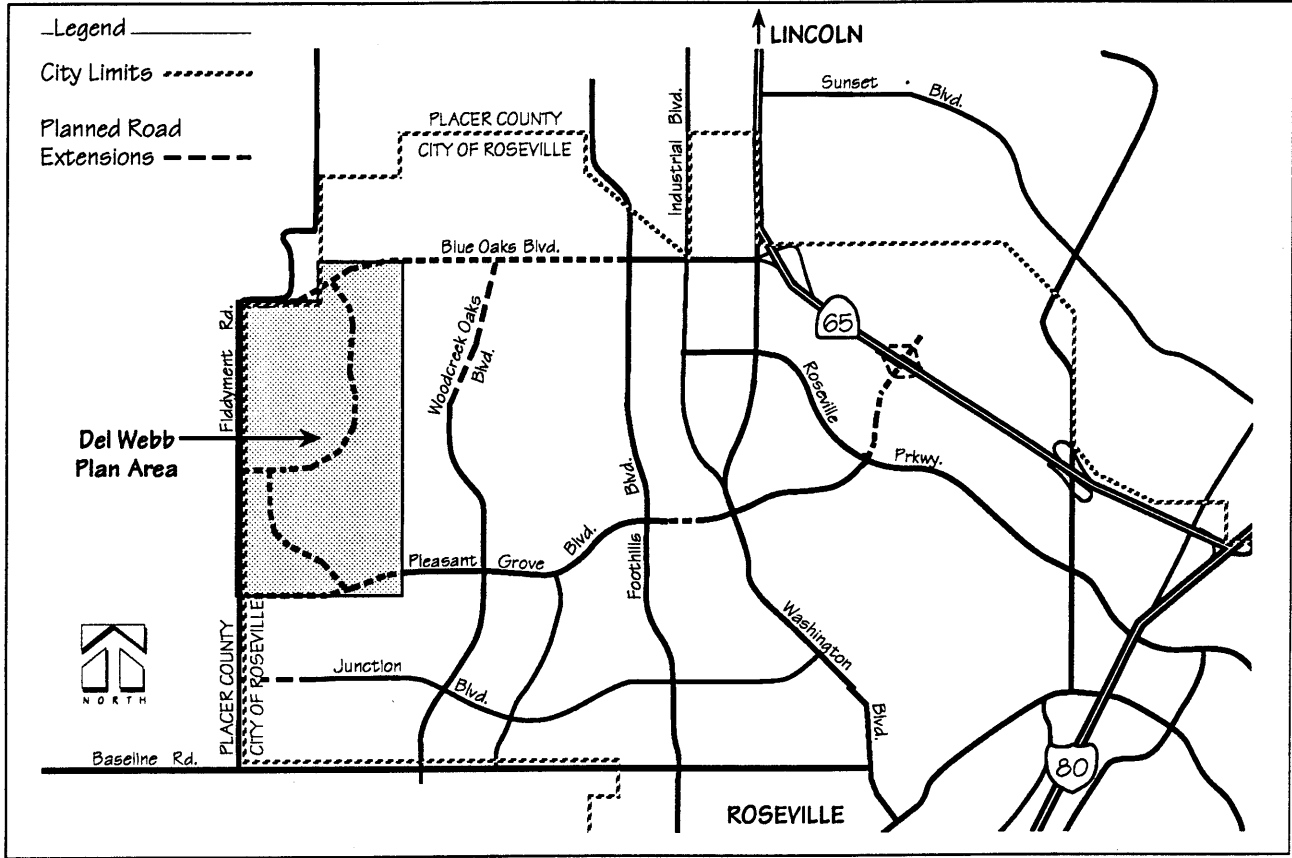 Legend
City Limits
Planned Road
Extensions
LINCOLN
Sunset Blvd.
PLACER COUNTY
CITY OF ROSEVILLE
Industrial Blvd.
Blue Oaks Blvd.
65
Fiddyment Rd.
Woodcreek Oaks
Blvd.
Roseville Prkwy.
Del Webb
Plan Area
Foothills Blvd.
Pleasant Grove Blvd.
Washington Blvd.
NORTH
PLACER COUNTY
CITY OF ROSEVILLE
Junction Blvd.
Baseline Rd.
80
ROSEVILLE